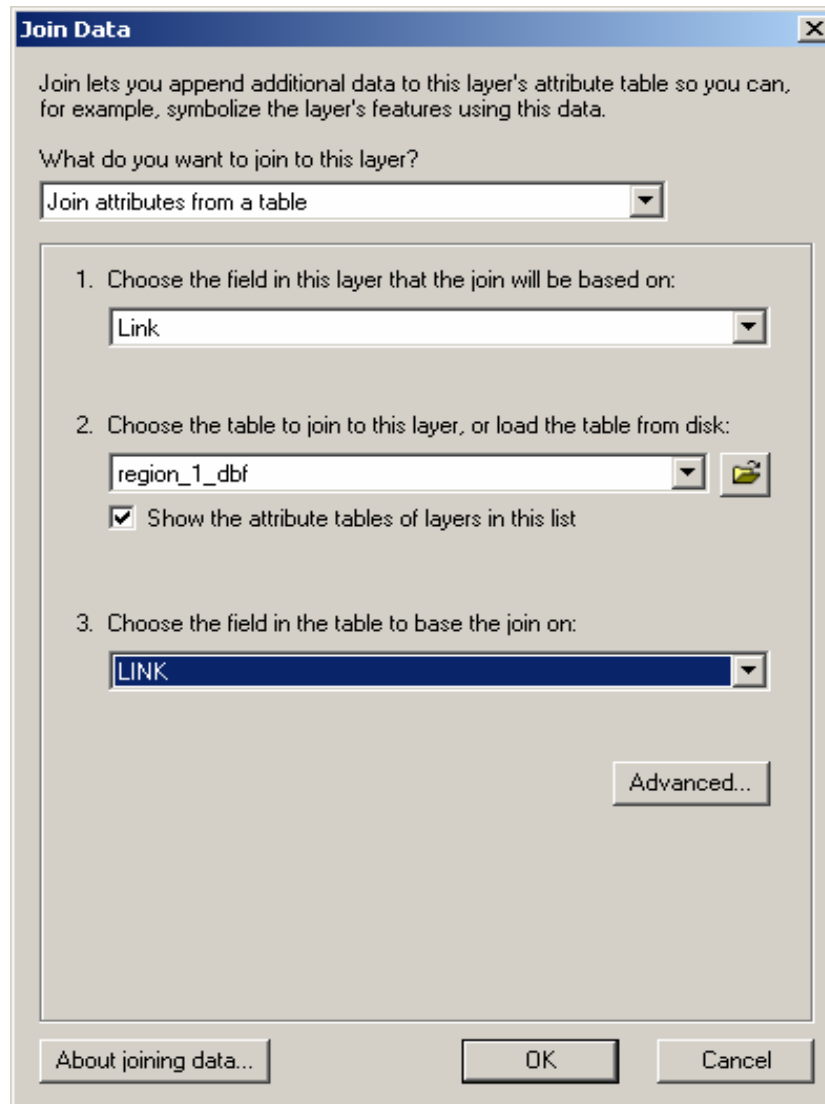 Join Data
Join lets you append additional data to this layer's attribute table so you can,
for example, symbolize the layer's features using this data.
What do you want to join to this layer?
Join attributes from a table
1. Choose the field in this layer that the join will be based on:
Link
2. Choose the table to join to this layer, or load the table from disk:
region_1_dbf
Show the attribute tables of layers in this list
3. Choose the field in the table to base the join on:
LINK
Advanced...
About joining data...
OK
Cancel